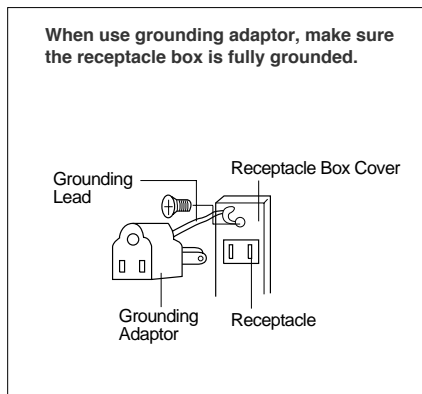 When use grounding adaptor, make sure
the receptacle box is fully grounded.
Receptacle Box Cover
Grounding
Lead
Grounding
Adaptor
Receptacle